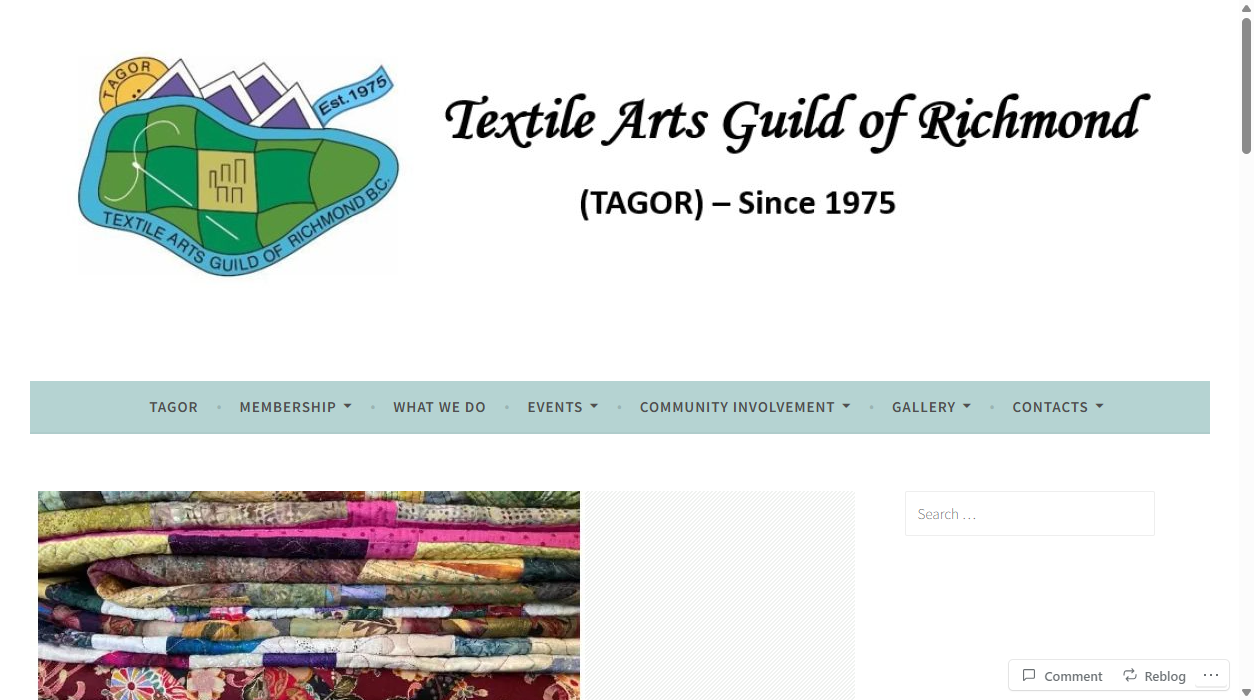 TAGOR
Est.1975
TEXTILE ARTS GUILD OF RICHMOND B.C.
Textile Arts Guild of Richmond
(TAGOR) – Since 1975
TAGOR • MEMBERSHIP • WHAT WE DO • EVENTS • COMMUNITY INVOLVEMENT • GALLERY • CONTACTS
Search …
Comment Reblog ...